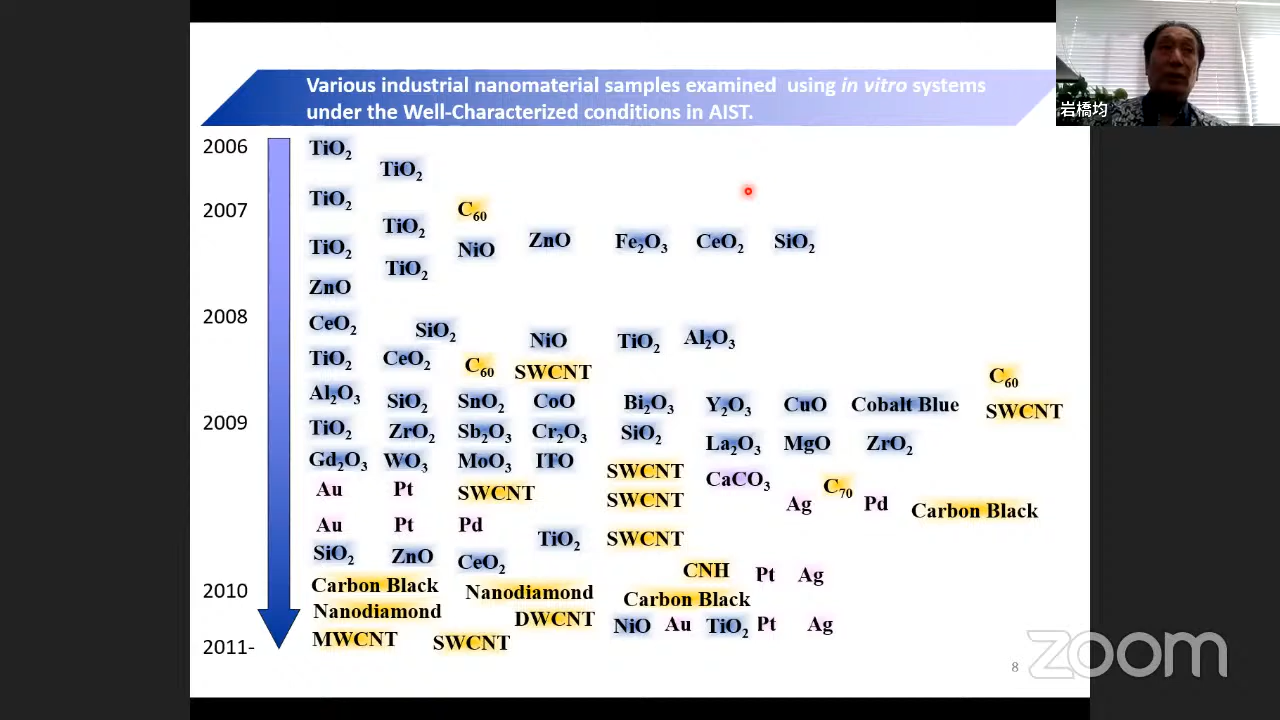 Various industrial nanomaterial samples examined using in vitro systems
under the Well-Characterized conditions in AIST.
岩橋均
2006
TiO₂
TiO₂
TiO₂
2007
C₆₀
TiO₂
NiO
ZnO
Fe₂O₃
CeO₂
SiO₂
TiO₂
TiO₂
ZnO
2008
CeO₂
SiO₂
NiO
TiO₂
Al₂O₃
TiO₂
CeO₂
C₆₀
SWCNT
C₆₀
Al₂O₃
SiO₂
SnO₂
CoO
Bi₂O₃
Y₂O₃
CuO
Cobalt Blue
SWCNT
2009
TiO₂
ZrO₂
Sb₂O₃
Cr₂O₃
SiO₂
La₂O₃
MgO
ZrO₂
Gd₂O₃
WO₃
MoO₃
ITO
SWCNT
CaCO₃
C₇₀
Au
Pt
SWCNT
SWCNT
Ag
Pd
Carbon Black
Au
Pt
Pd
TiO₂
SWCNT
SiO₂
ZnO
CeO₂
CNH
Pt
Ag
2010
Carbon Black
Nanodiamond
Carbon Black
Nanodiamond
DWCNT
NiO
Au
TiO₂
Pt
Ag
2011-
MWCNT
SWCNT
8
zoom